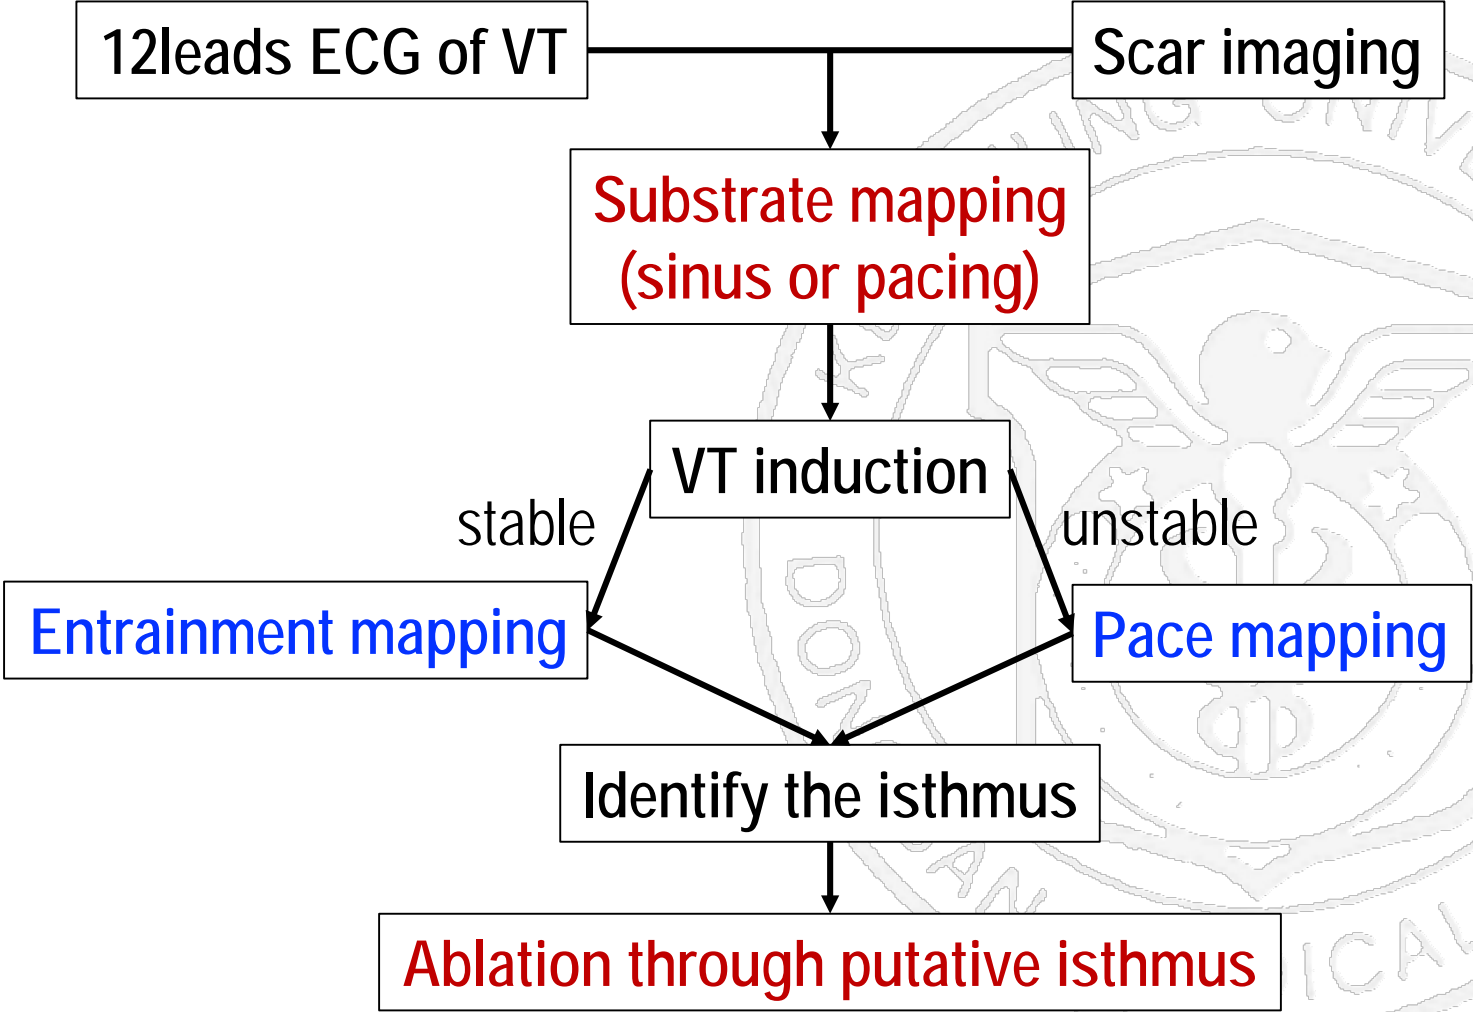 12leads ECG of VT
Scar imaging
Substrate mapping
(sinus or pacing)
VT induction
stable
unstable
Entrainment mapping
Pace mapping
Identify the isthmus
Ablation through putative isthmus